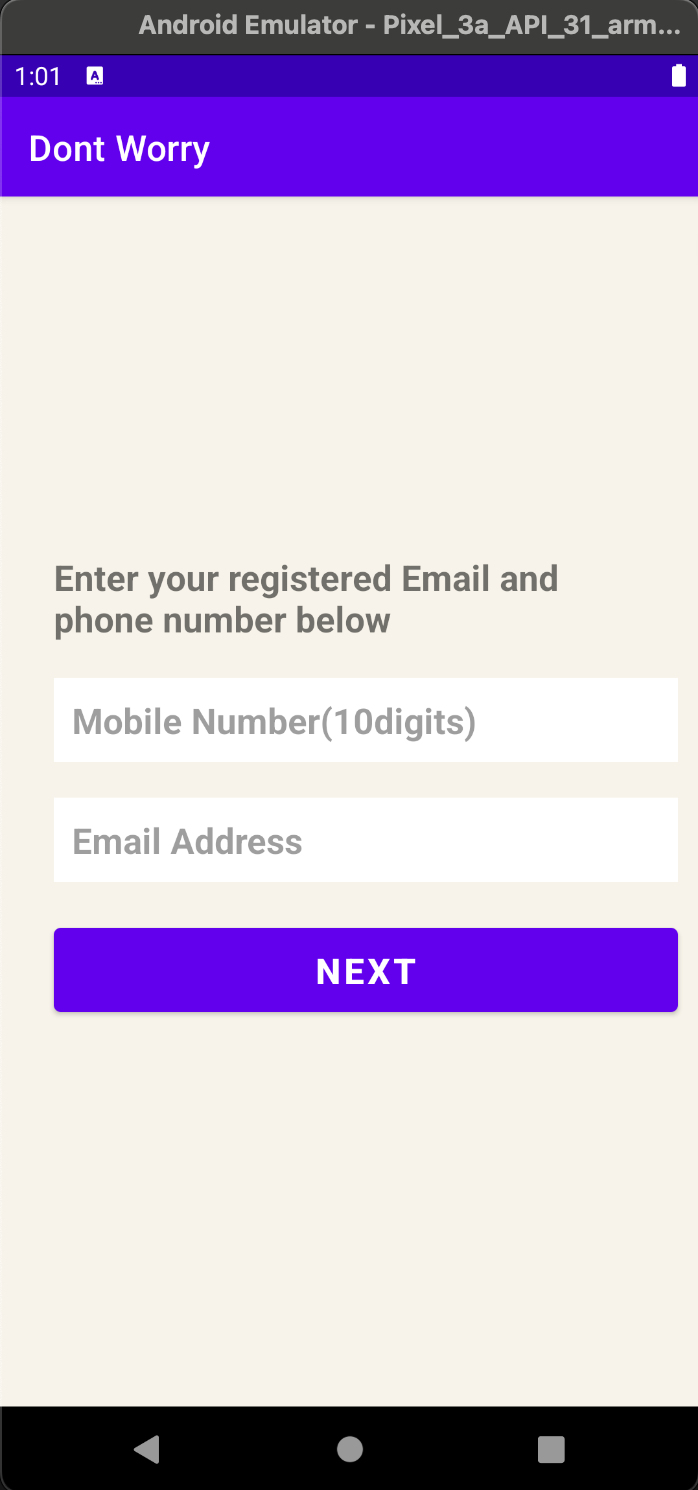 Android Emulator - Pixel_3a_API_31_arm...
1:01 A
Dont Worry
Enter your registered Email and
phone number below
Mobile Number(10digits)
Email Address
NEXT